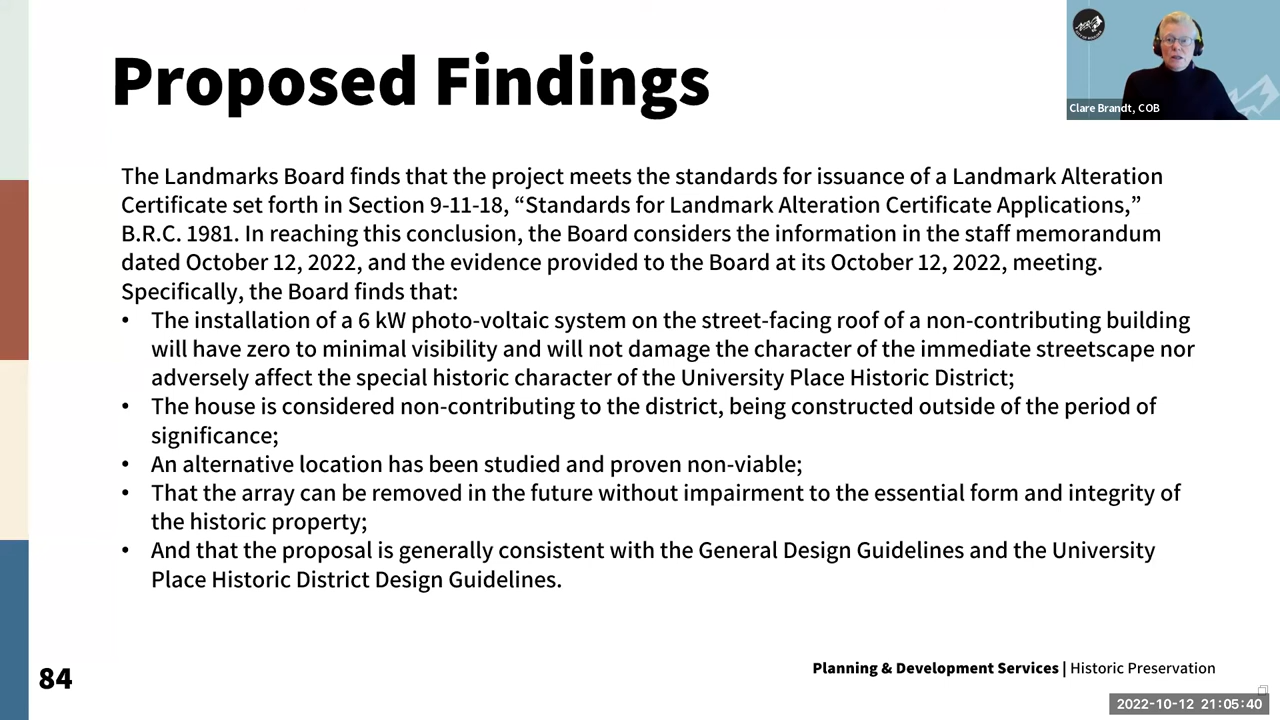 Proposed Findings
Clare Brandt, COB
The Landmarks Board finds that the project meets the standards for issuance of a Landmark Alteration
Certificate set forth in Section 9-11-18, “Standards for Landmark Alteration Certificate Applications,”
B.R.C. 1981. In reaching this conclusion, the Board considers the information in the staff memorandum
dated October 12, 2022, and the evidence provided to the Board at its October 12, 2022, meeting.
Specifically, the Board finds that:
• The installation of a 6 kW photo-voltaic system on the street-facing roof of a non-contributing building
will have zero to minimal visibility and will not damage the character of the immediate streetscape nor
adversely affect the special historic character of the University Place Historic District;
• The house is considered non-contributing to the district, being constructed outside of the period of
significance;
• An alternative location has been studied and proven non-viable;
• That the array can be removed in the future without impairment to the essential form and integrity of
the historic property;
• And that the proposal is generally consistent with the General Design Guidelines and the University
Place Historic District Design Guidelines.
84
Planning & Development Services | Historic Preservation
2022-10-12 21:05:40